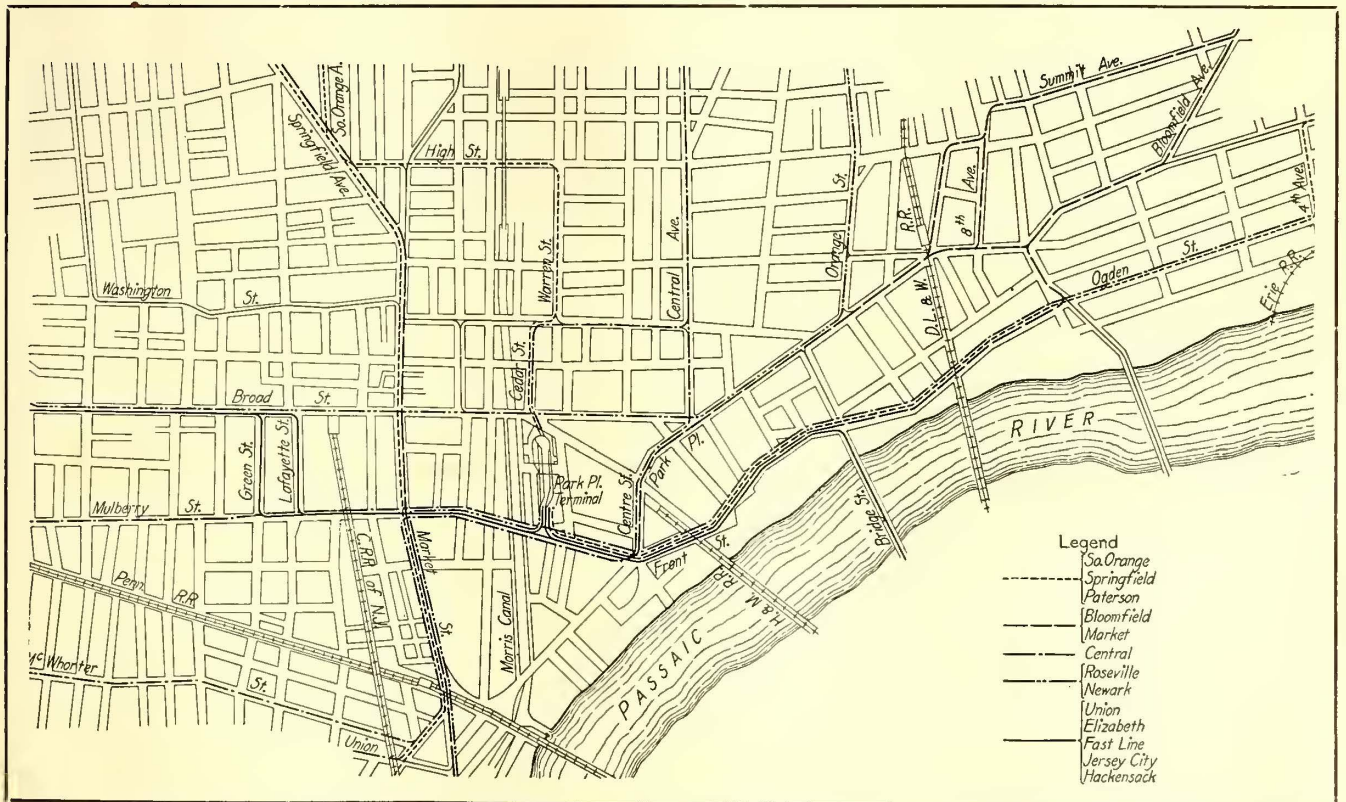 So. Orange A.
Springfield Ave.
High St.
Warren St.
Central Ave.
Orange St.
R.R.
8th Ave.
Summit Ave.
Bloomfield Ave.
4th Ave.
Washington St.
Cedar St.
D. L. & W.
Ogden St.
Erie R.R.
Broad St.
Green St.
Lafayette St.
Park Pl.
Park Pl.
Terminal
Centre St.
RIVER
Mulberry St.
Market St.
C.R.R. of N.J.
Front St.
Bridge St.
Penn. R.R.
Morris Canal
H & M. R.R.
PASSAIC
Mc Whorter St.
Union
Legend
So. Orange
Springfield
Paterson
Bloomfield
Market
Central
Roseville
Newark
Union
Elizabeth
Fast Line
Jersey City
Hackensack